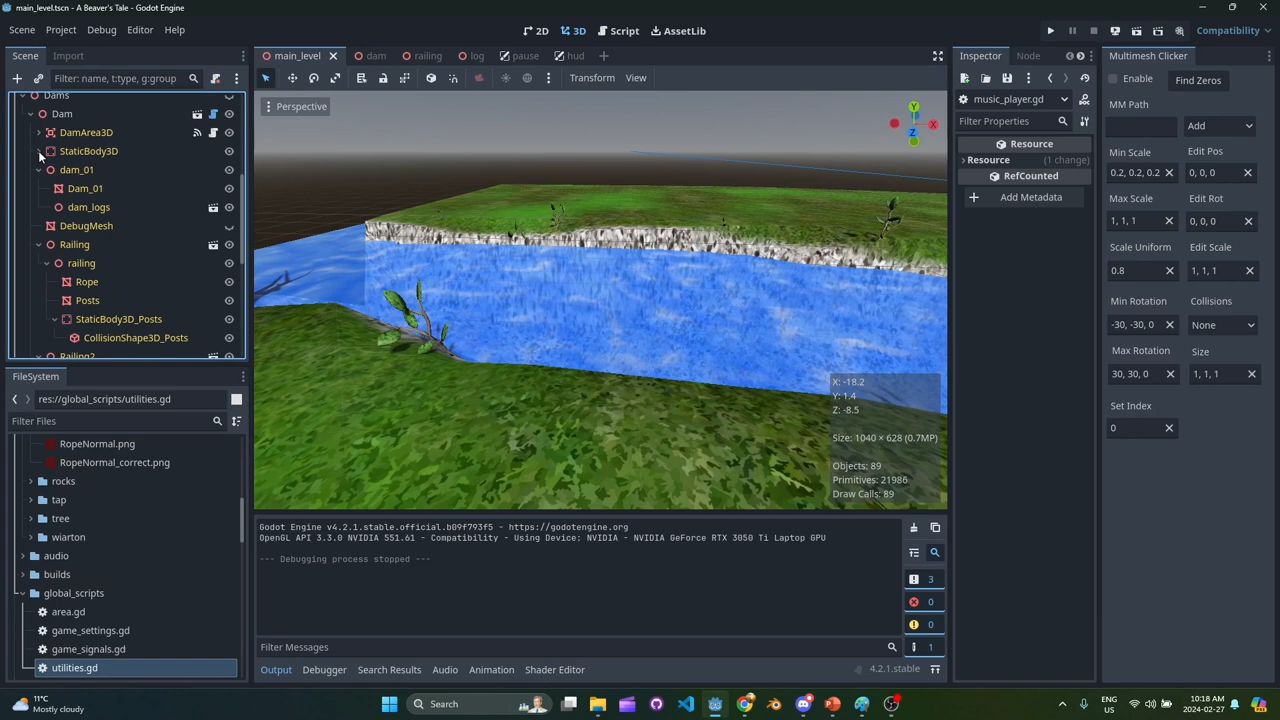 main_level.tscn - A Beaver's Tale - Godot Engine
Scene Project Debug Editor Help
2D 3D Script AssetLib
Compatibility
Scene Import
main_level dam railing log pause hud
Inspector Node
Multimesh Clicker
Filter: name, t:type, g:group
Transform View
Enable
Find Zeros
Dams
Dam
DamArea3D
StaticBody3D
dam_01
Dam_01
dam_logs
DebugMesh
Railing
railing
Rope
Posts
StaticBody3D_Posts
CollisionShape3D_Posts
Railing2
Perspective
Y
X
Z
X: -18.2
Y: 1.4
Z: -8.5
Size: 1040 × 628 (0.7MP)
Objects: 89
Primitives: 21986
Draw Calls: 89
music_player.gd
Filter Properties
Resource
Resource (1 change)
RefCounted
Add Metadata
MM Path
Add
Min Scale Edit Pos
0.2, 0.2, 0.2 0, 0, 0
Max Scale Edit Rot
1, 1, 1 0, 0, 0
Scale Uniform Edit Scale
0.8 1, 1, 1
Min Rotation Collisions
-30, -30, 0 None
Max Rotation Size
30, 30, 0 1, 1, 1
Set Index
0
FileSystem
res://global_scripts/utilities.gd
Filter Files
RopeNormal.png
RopeNormal_correct.png
rocks
tap
tree
wiarton
audio
builds
global_scripts
area.gd
game_settings.gd
game_signals.gd
utilities.gd
Godot Engine v4.2.1.stable.official.b09f793f5 - https://godotengine.org
OpenGL API 3.3.0 NVIDIA 551.61 - Compatibility - Using Device: NVIDIA - NVIDIA GeForce RTX 3050 Ti Laptop GPU
--- Debugging process stopped ---
3
0
0
1
Filter Messages
Output Debugger Search Results Audio Animation Shader Editor
4.2.1.stable
11°C
Mostly cloudy
Search
ENG
US
10:18 AM
2024-02-27